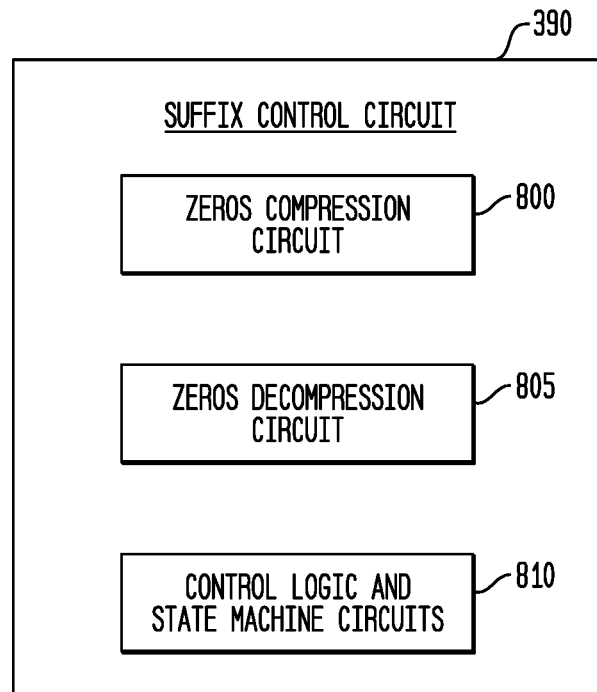 390
SUFFIX CONTROL CIRCUIT
ZEROS COMPRESSION
CIRCUIT
800
ZEROS DECOMPRESSION
CIRCUIT
805
CONTROL LOGIC AND
STATE MACHINE CIRCUITS
810